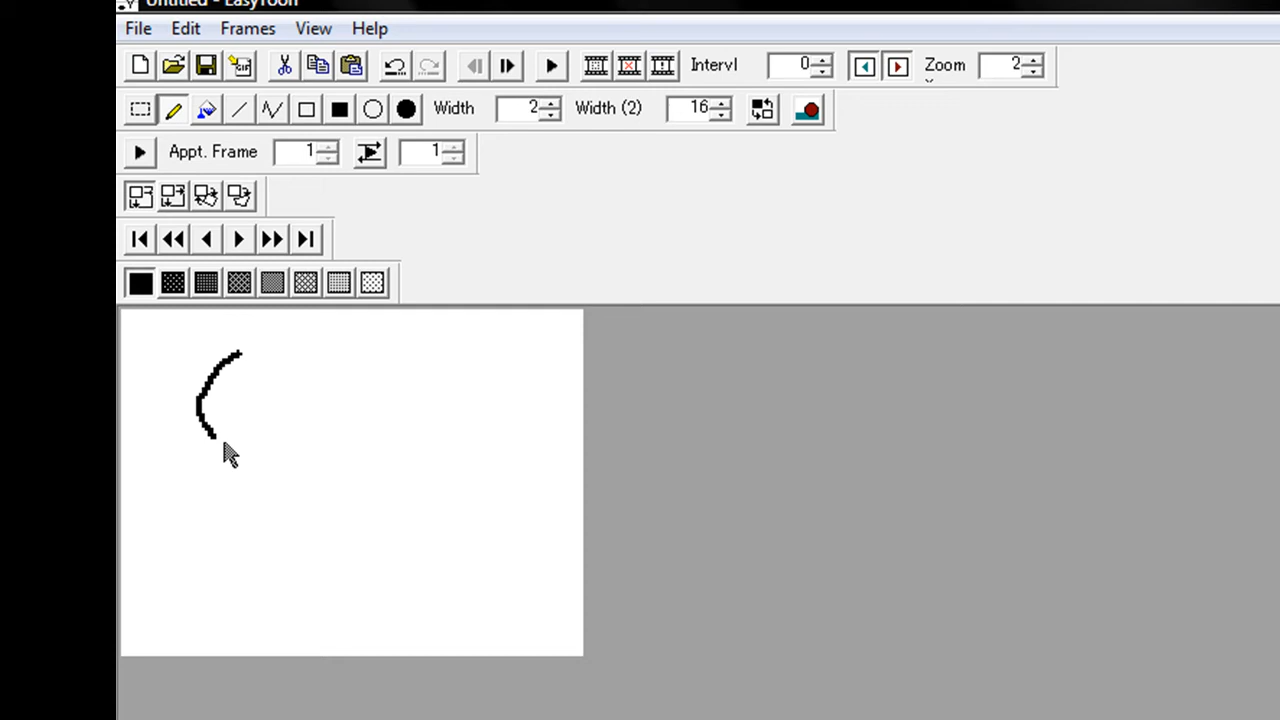 Untitled - EasyToon
File Edit Frames View Help
Intervl 0 Zoom 2
Width 2 Width (2) 16
Appt. Frame 1 1